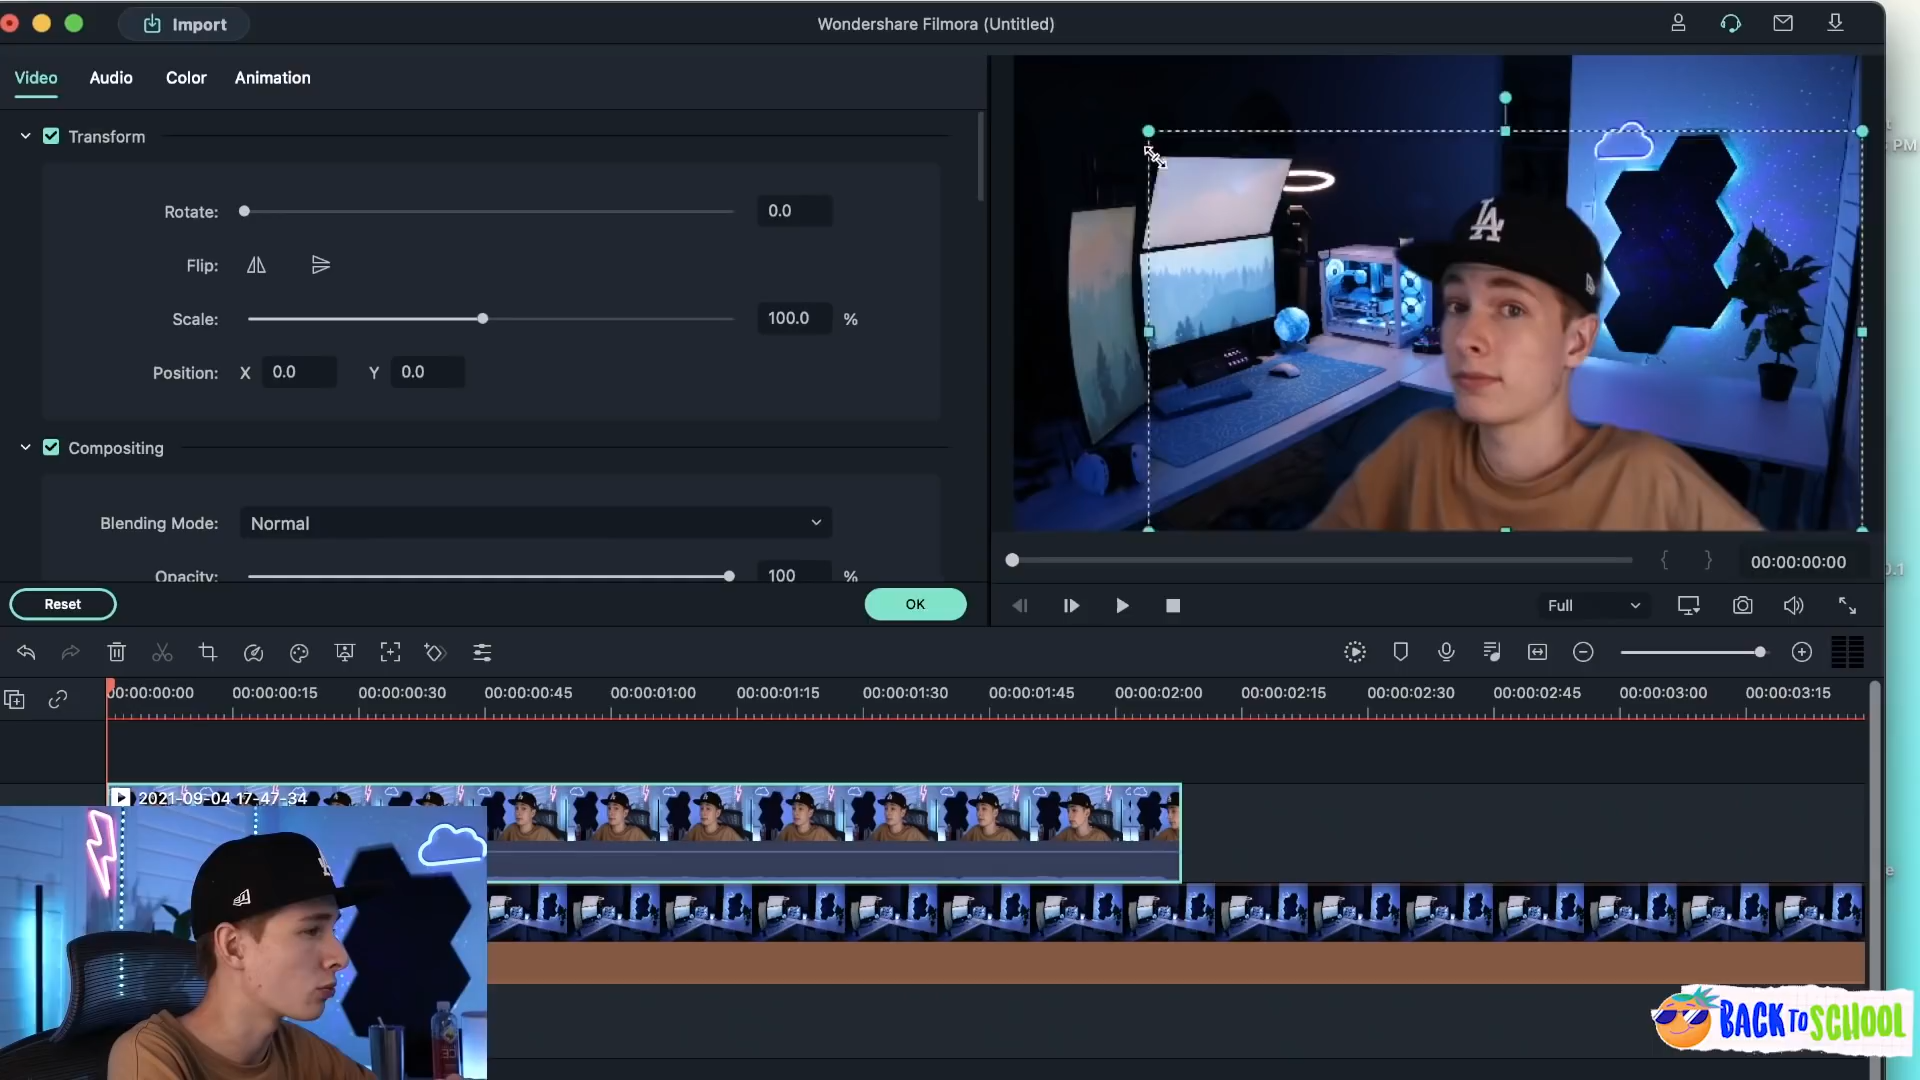 Import
Wondershare Filmora (Untitled)
Video Audio Color Animation
Transform
Rotate: 0.0
Flip:
Scale: 100.0 %
Position: X 0.0 Y 0.0
Compositing
Blending Mode: Normal
Opacity: 100 %
Reset OK
LA
PM
0.1
00:00:00:00
Full
00:00:00:00 00:00:00:15 00:00:00:30 00:00:00:45 00:00:01:00 00:00:01:15 00:00:01:30 00:00:01:45 00:00:02:00 00:00:02:15 00:00:02:30 00:00:02:45 00:00:03:00 00:00:03:15
2021-09-04 17-47-34
BACK TO SCHOOL